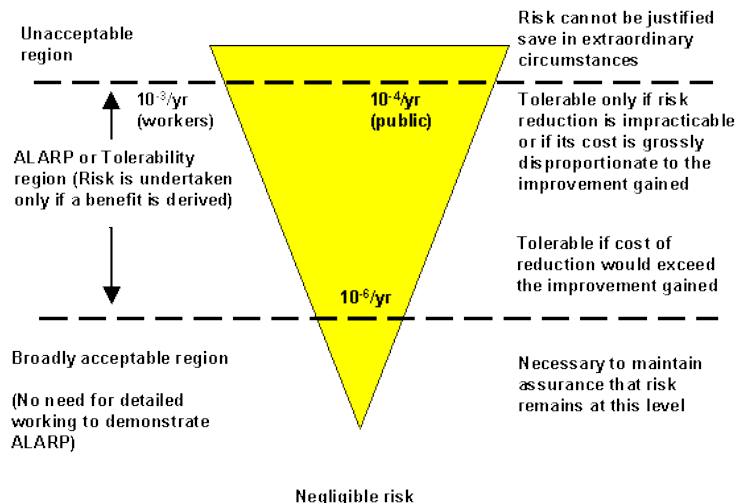 Unacceptable
region
Risk cannot be justified
save in extraordinary
circumstances
10-3/yr
(workers)
10-4/yr
(public)
Tolerable only if risk
reduction is impracticable
or if its cost is grossly
disproportionate to the
improvement gained
ALARP or Tolerability
region (Risk is undertaken
only if a benefit is derived)
Tolerable if cost of
reduction would exceed
the improvement gained
10-6/yr
Broadly acceptable region
(No need for detailed
working to demonstrate
ALARP)
Necessary to maintain
assurance that risk
remains at this level
Negligible risk